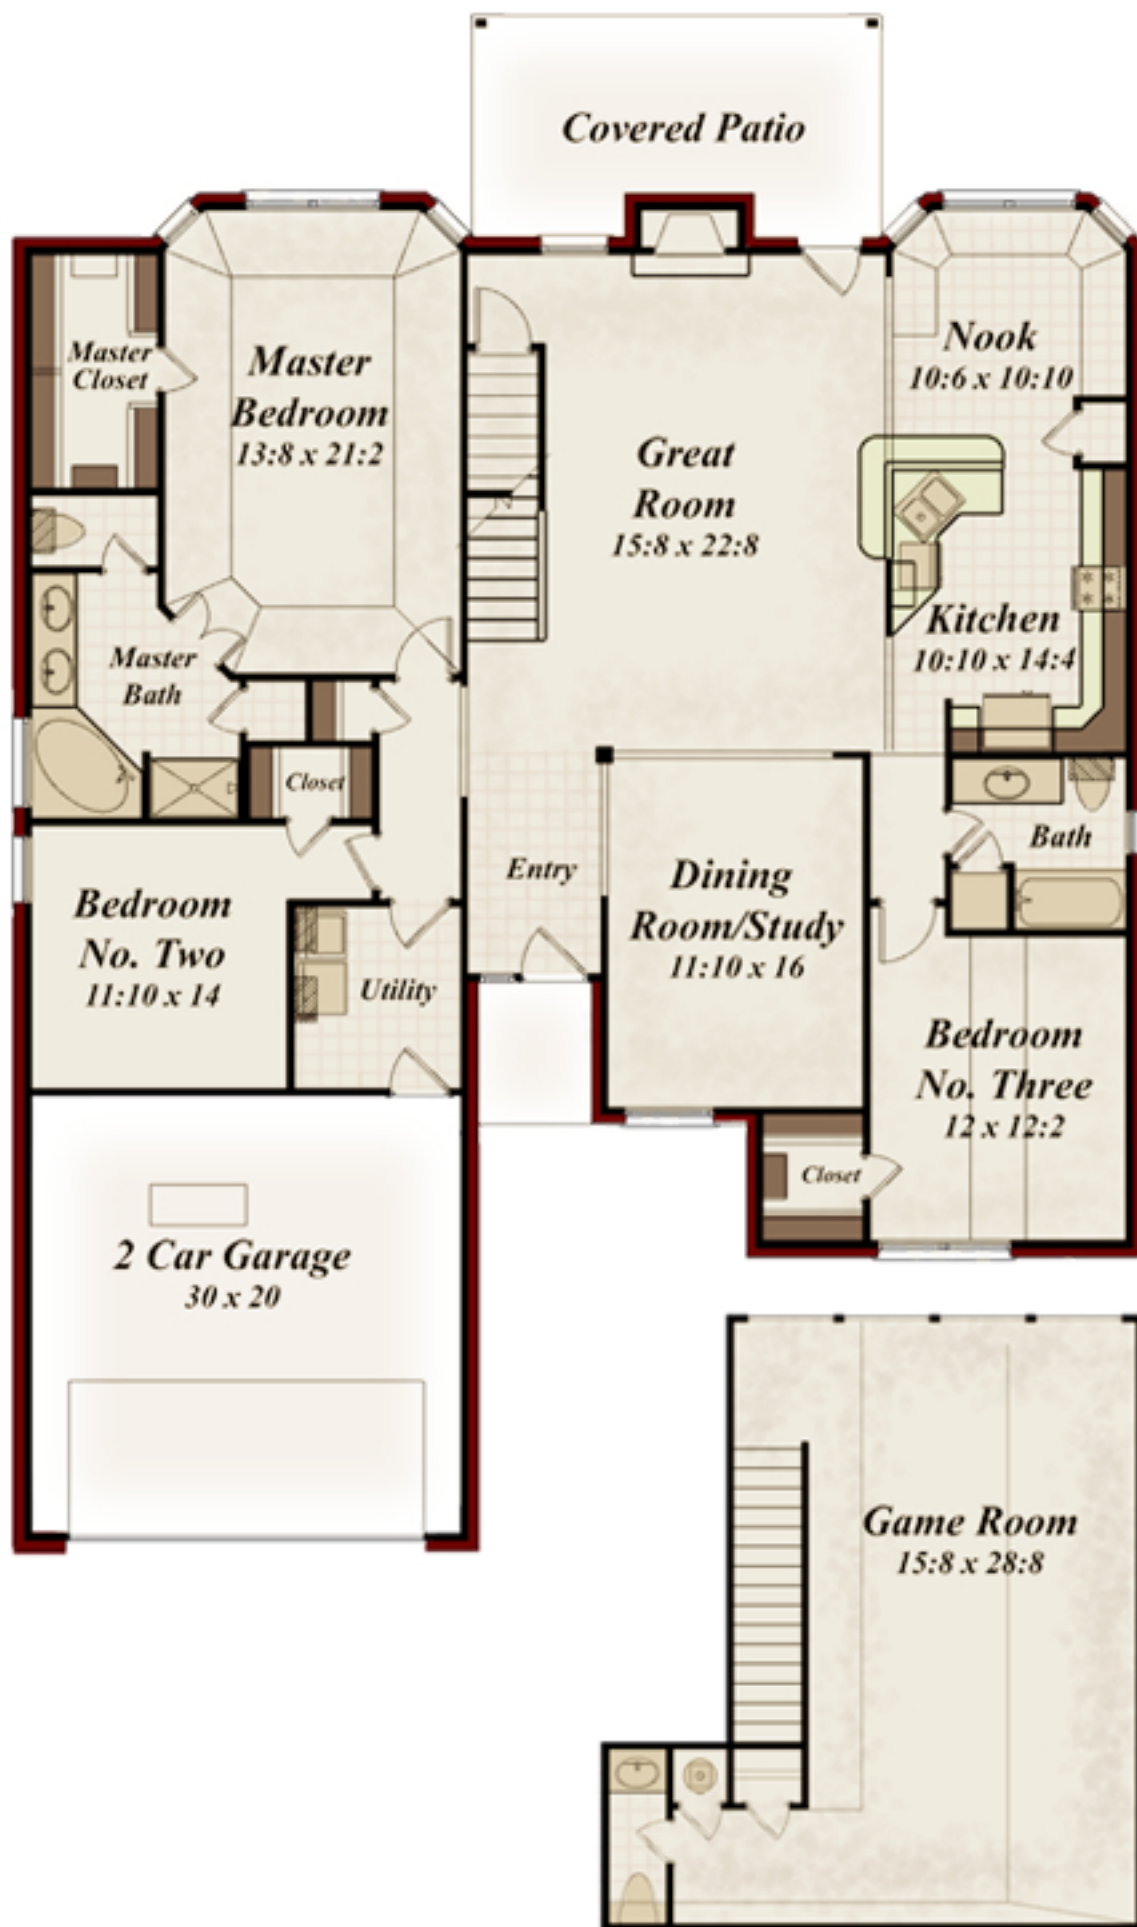 Covered Patio
Master
Closet
Master
Bedroom
13:8 x 21:2
Great
Room
15:8 x 22:8
Nook
10:6 x 10:10
Kitchen
10:10 x 14:4
Master
Bath
Closet
Bedroom
No. Two
11:10 x 14
Utility
Entry
Dining
Room/Study
11:10 x 16
Bath
Bedroom
No. Three
12 x 12:2
Closet
2 Car Garage
30 x 20
Game Room
15:8 x 28:8